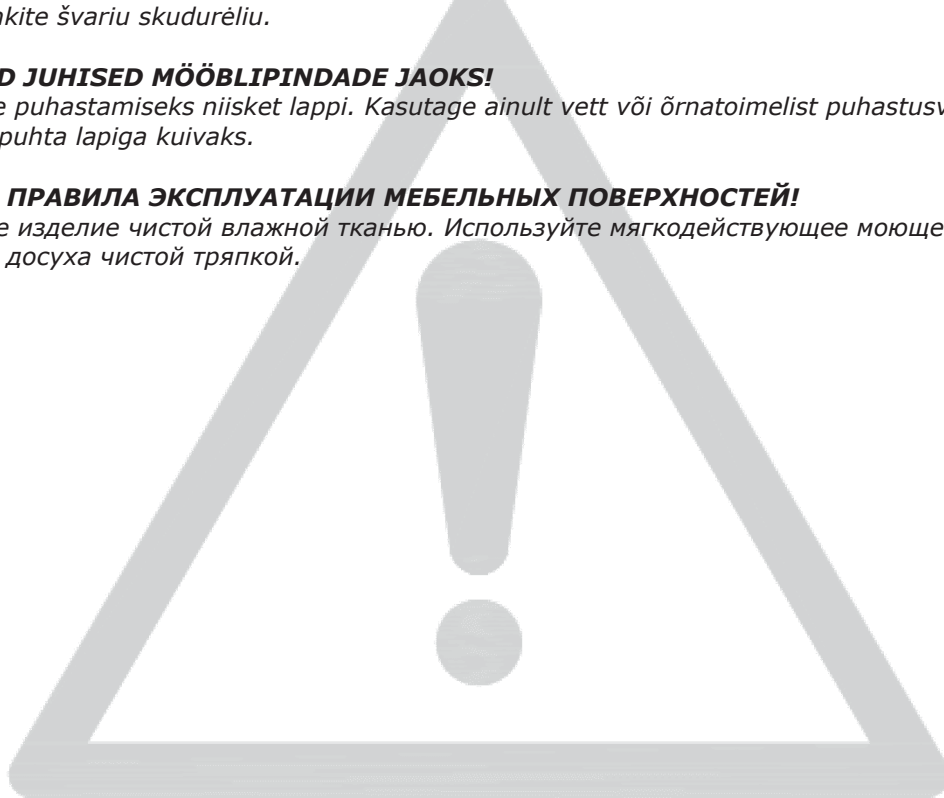 nkite švariu skudurėliu.
D JUHISED MÖÖBLIPINDADE JAOKS!
e puhastamiseks niisket lappi. Kasutage ainult vett või õrnatoimelist puhastusv
puhta lapiga kuivaks.
ПРАВИЛА ЭКСПЛУАТАЦИИ МЕБЕЛЬНЫХ ПОВЕРХНОСТЕЙ!
е изделие чистой влажной тканью. Используйте мягкодействующее моюще
досуха чистой тряпкой.